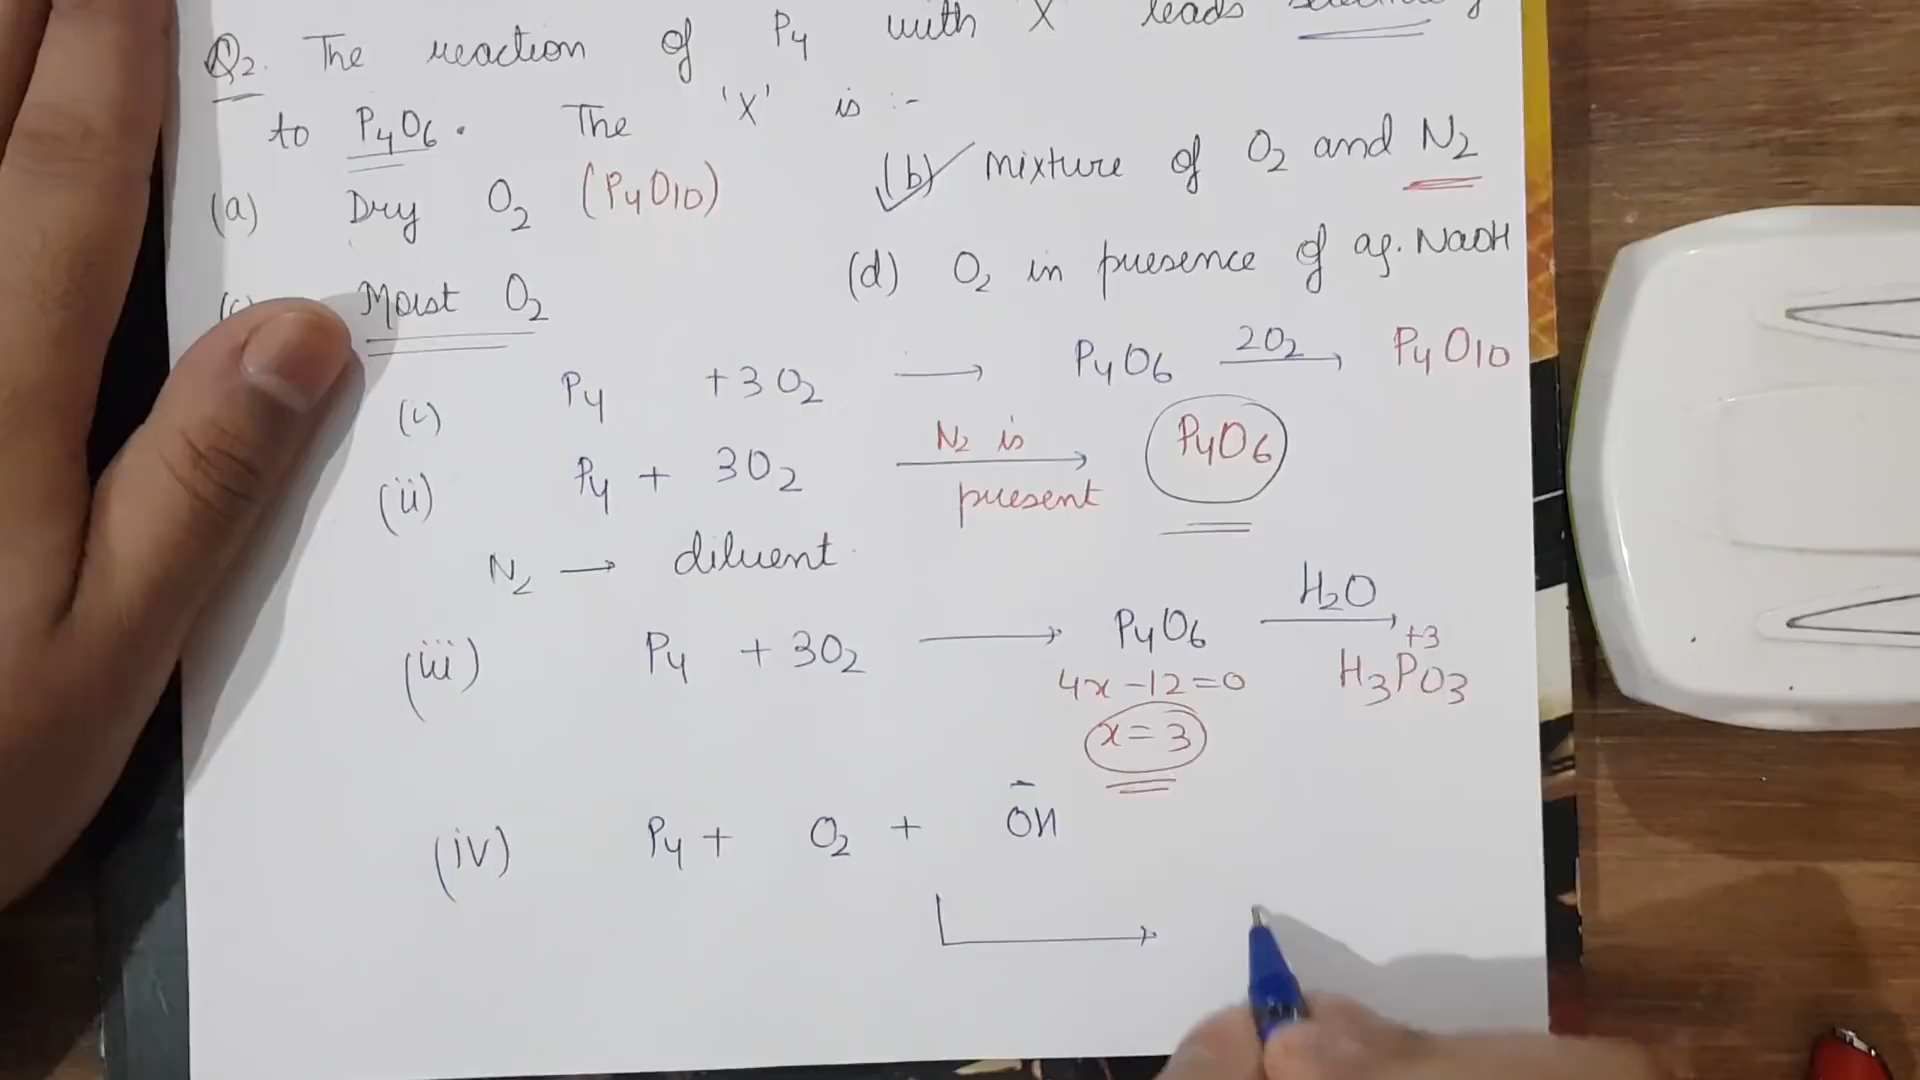 Q2. The reaction of P4 with X leads
to P4O6. The 'X' is :-
(a) Dry O2 (P4O10)
(b) Mixture of O2 and N2
(c) Moist O2
(d) O2 in presence of aq. NaOH
(i) P4 + 3O2 → P4O6 2O2→ P4O10
(ii) P4 + 3O2 N2 is present→ P4O6
N2 → diluent
(iii) P4 + 3O2 → P4O6 H2O→ H3PO3
+3
4x-12=0
x=3
(iv) P4 + O2 + ŌH